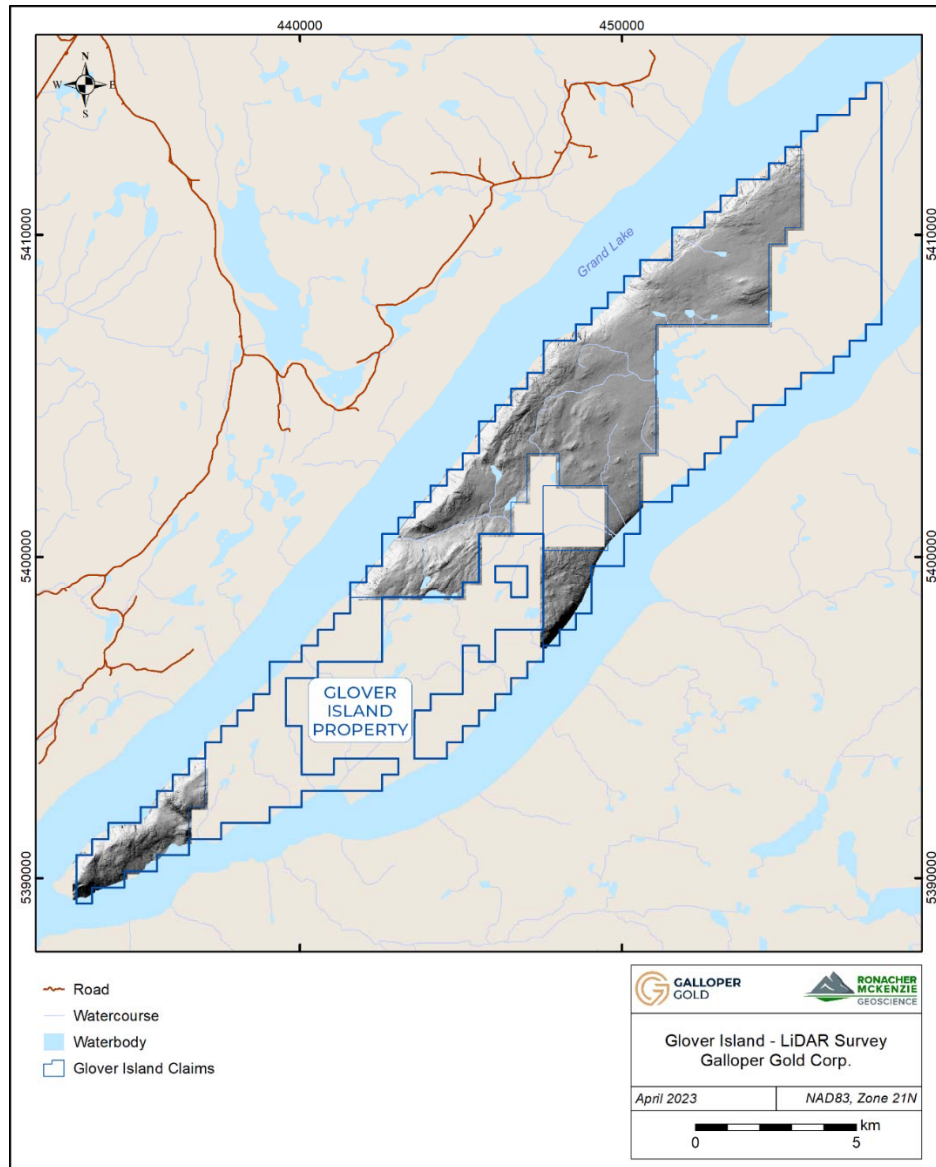 440000 450000
N
W E
S
5410000 5410000
Grand Lake
5400000 5400000
GLOVER
ISLAND
PROPERTY
5390000 5390000
440000 450000
Road
Watercourse
Waterbody
Glover Island Claims
GALLOPER
GOLD
RONACHER
MCKENZIE
GEOSCIENCE
Glover Island - LiDAR Survey
Galloper Gold Corp.
April 2023 NAD83, Zone 21N
km
0 5